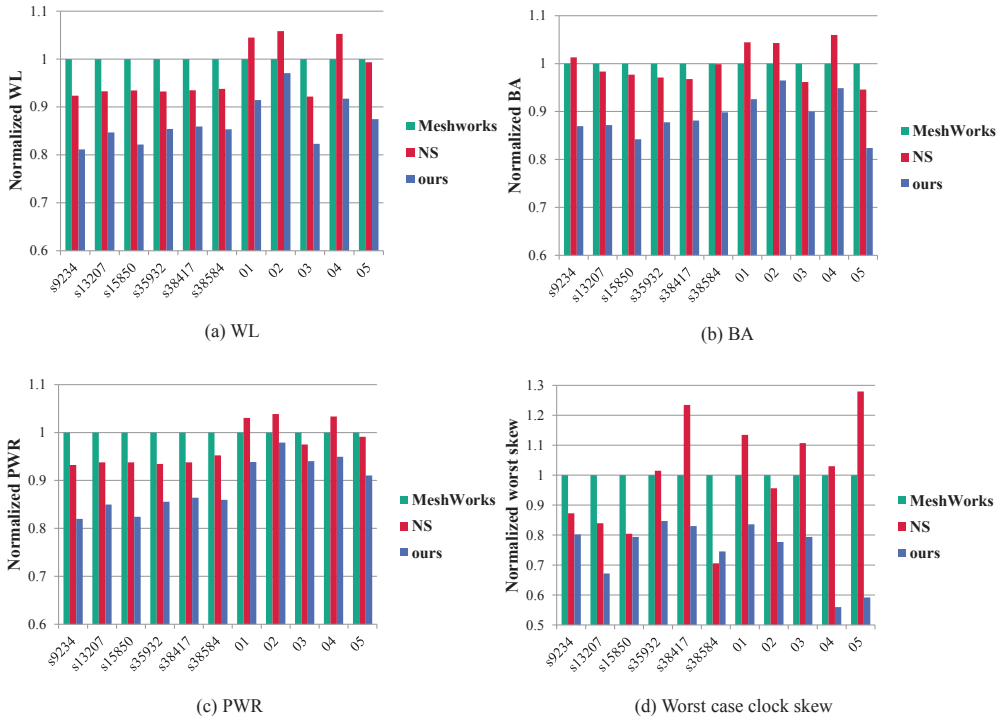 Normalized WL
1.1
1
0.9
0.8
0.7
0.6
s9234
s13207
s15850
s35932
s38417
s38584
01
02
03
04
05
Meshworks
NS
ours
(a) WL
Normalized BA
1.1
1
0.9
0.8
0.7
0.6
s9234
s13207
s15850
s35932
s38417
s38584
01
02
03
04
05
MeshWorks
NS
ours
(b) BA
Normalized PWR
1.1
1
0.9
0.8
0.7
0.6
s9234
s13207
s15850
s35932
s38417
s38584
01
02
03
04
05
MeshWorks
NS
ours
(c) PWR
Normalized worst skew
1.3
1.2
1.1
1
0.9
0.8
0.7
0.6
0.5
s9234
s13207
s15850
s35932
s38417
s38584
01
02
03
04
05
MeshWorks
NS
ours
(d) Worst case clock skew